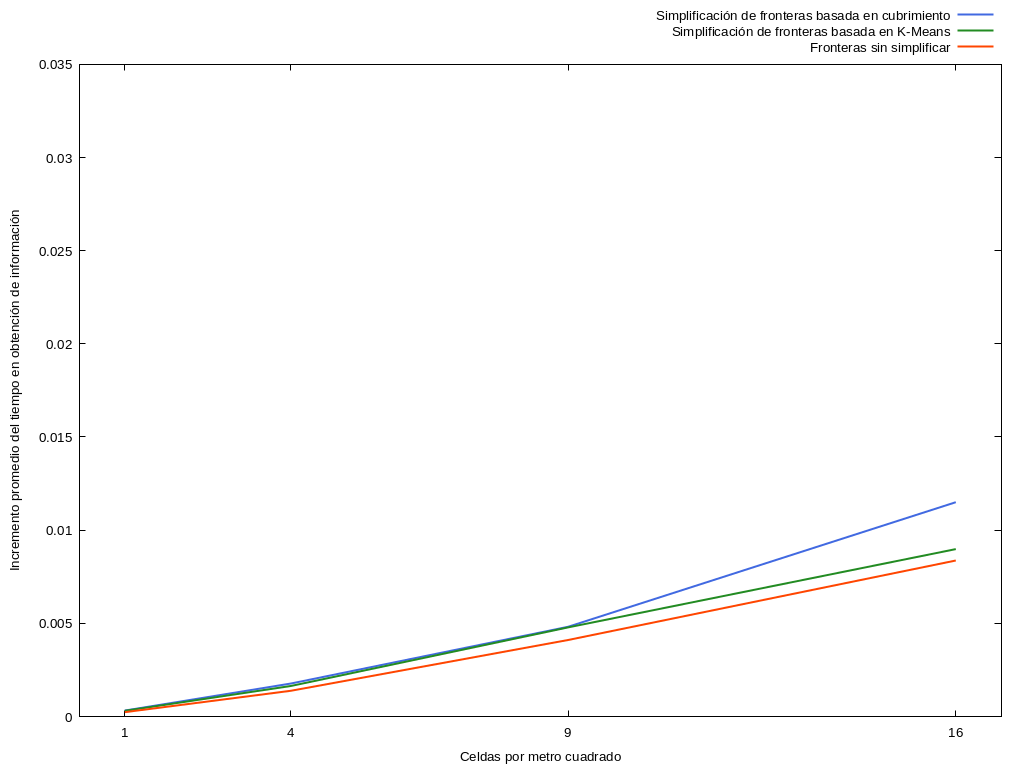 Simplificación de fronteras basada en cubrimiento
Simplificación de fronteras basada en K-Means
Fronteras sin simplificar
0.035
0.03
0.025
0.02
0.015
0.01
0.005
0
Incremento promedio del tiempo en obtención de información
1 4 9 16
Celdas por metro cuadrado